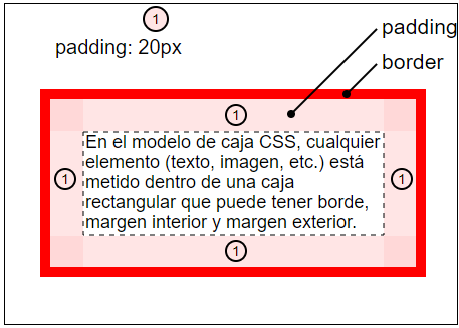 1
padding: 20px
padding
border
1
En el modelo de caja CSS, cualquier
elemento (texto, imagen, etc.) está
metido dentro de una caja
rectangular que puede tener borde,
margen interior y margen exterior.
1
1
1